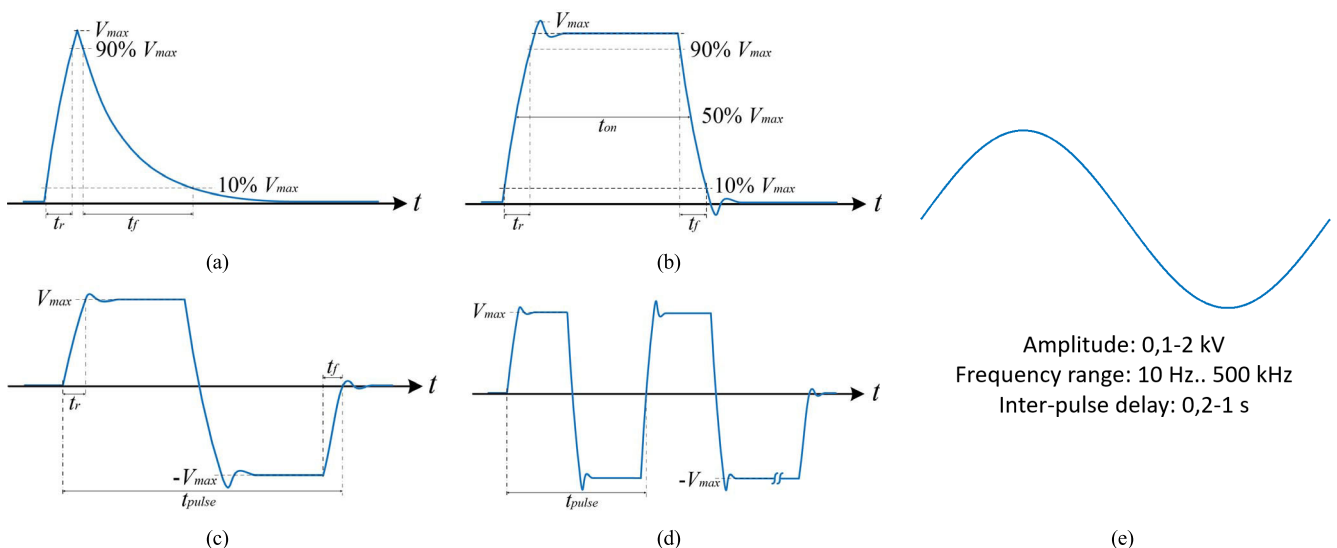 Vmax
90% Vmax
10% Vmax
t
tr
tf
(a)
Vmax
90% Vmax
50% Vmax
ton
10% Vmax
t
tr
tf
(b)
Vmax
tf
t
tr
-Vmax
tpulse
(c)
Vmax
t
-Vmax
tpulse
(d)
Amplitude: 0,1-2 kV
Frequency range: 10 Hz.. 500 kHz
Inter-pulse delay: 0,2-1 s
(e)